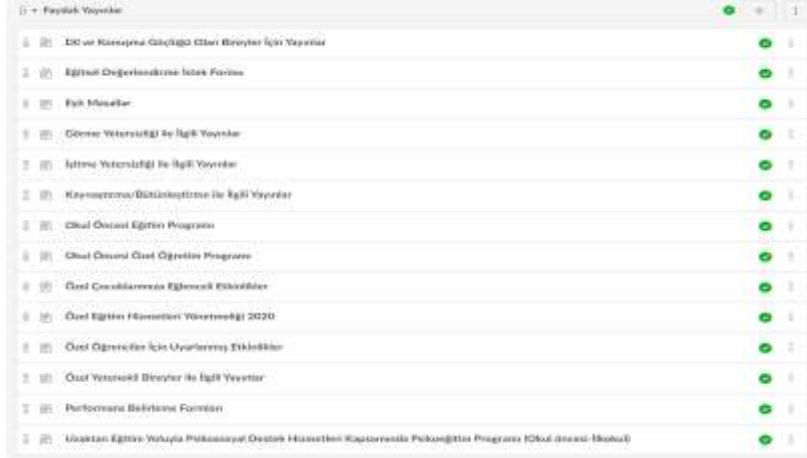 Faydalı Yayınlar
Dil ve Konuşma Güçlüğü Olan Bireyler İçin Yayınlar
Eğitsel Değerlendirme İstek Formu
Eşli Masallar
Görme Yetersizliği ile İlgili Yayınlar
İşitme Yetersizliği ile İlgili Yayınlar
Kaynaştırma/Bütünleştirme ile İlgili Yayınlar
Okul Öncesi Eğitim Programı
Okul Öncesi Özel Öğretim Programı
Özel Çocuklarımıza Eğlenceli Etkinlikler
Özel Eğitim Hizmetleri Yönetmeliği 2020
Özel Öğrenciler İçin Uyarlanmış Etkinlikler
Özel Yetenekli Bireyler ile İlgili Yayınlar
Performans Belirleme Formları
Uzaktan Eğitim Yoluyla Psikososyal Destek Hizmetleri Kapsamında Psikoeğitim Programı (Okul öncesi-İlkokul)